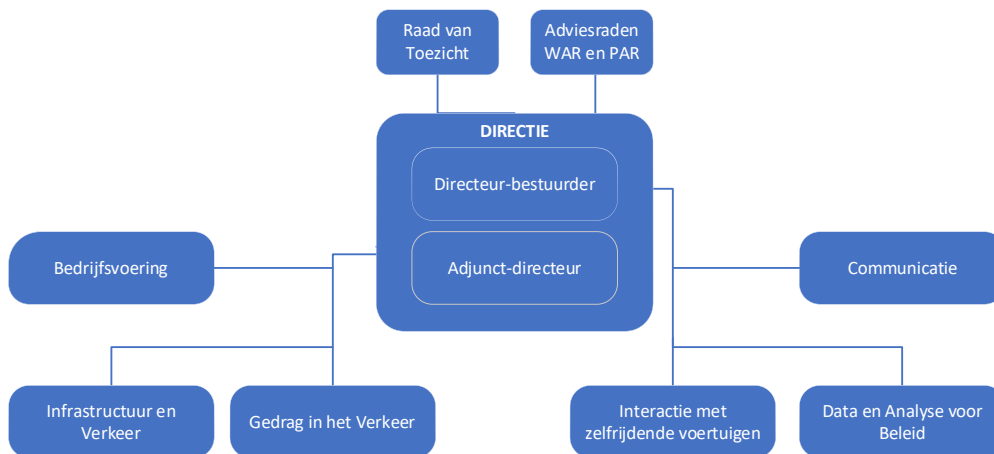 Raad van
Toezicht
Adviesraden
WAR en PAR
DIRECTIE
Directeur-bestuurder
Adjunct-directeur
Bedrijfsvoering
Communicatie
Infrastructuur en
Verkeer
Gedrag in het Verkeer
Interactie met
zelfrijdende voertuigen
Data en Analyse voor
Beleid